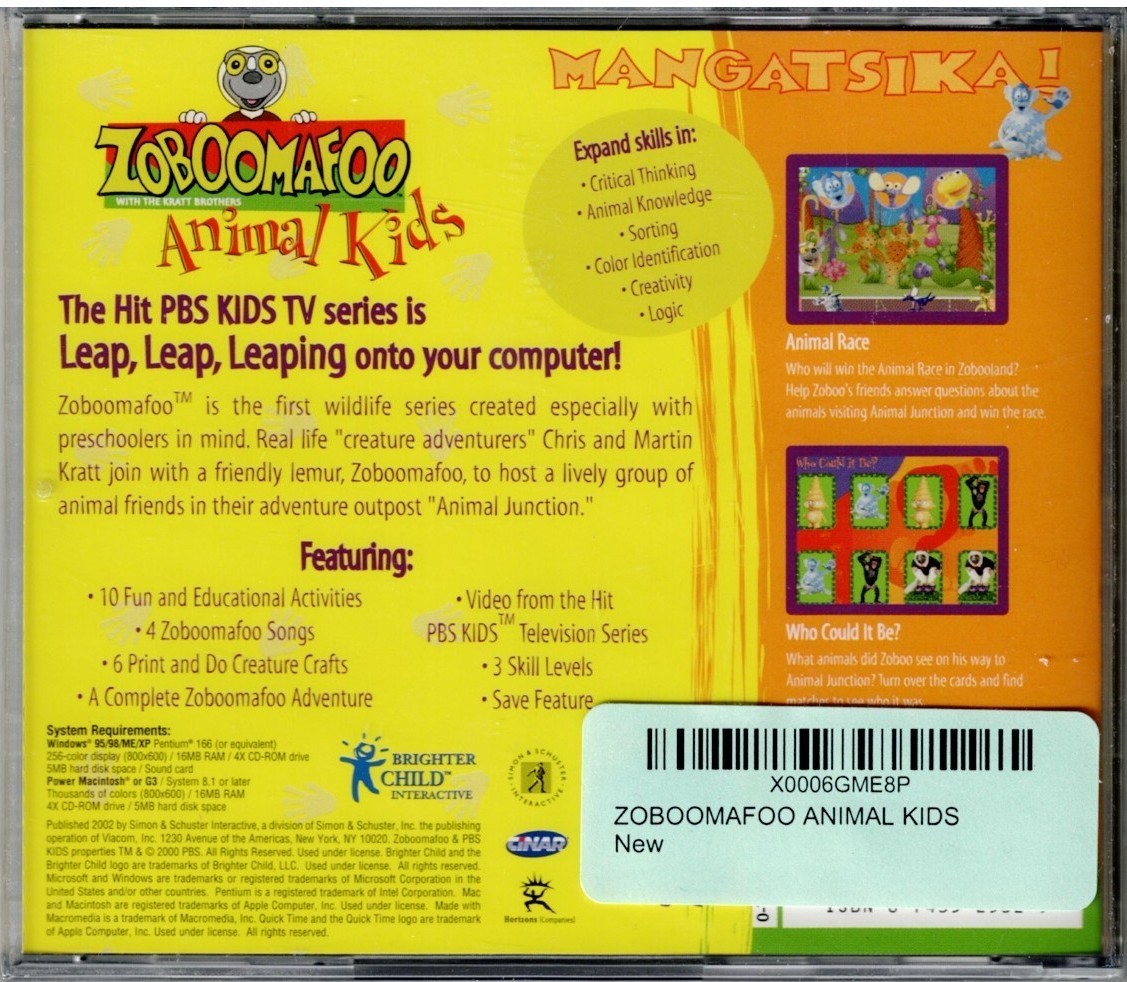 MANGATSIKA!
ZOBOOMAFOO
WITH THE KRATT BROTHERS
Animal Kids
Expand skills in:
• Critical Thinking
• Animal Knowledge
• Sorting
• Color Identification
• Creativity
• Logic
The Hit PBS KIDS TV series is
Leap, Leap, Leaping onto your computer!
Zoboomafoo™ is the first wildlife series created especially with
preschoolers in mind. Real life "creature adventurers" Chris and Martin
Kratt join with a friendly lemur, Zoboomafoo, to host a lively group of
animal friends in their adventure outpost "Animal Junction."
Featuring:
• 10 Fun and Educational Activities
• 4 Zoboomafoo Songs
• 6 Print and Do Creature Crafts
• A Complete Zoboomafoo Adventure
• Video from the Hit
PBS KIDS™ Television Series
• 3 Skill Levels
• Save Feature
Animal Race
Who will win the Animal Race in Zobooland?
Help Zoboo's friends answer questions about the
animals visiting Animal Junction and win the race.
Who Could It Be?
Who Could It Be?
What animals did Zoboo see on his way to
Animal Junction? Turn over the cards and find
matches to see who it was.
System Requirements:
Windows® 95/98/ME/XP Pentium® 166 (or equivalent)
256-color display (800x600) / 16MB RAM / 4X CD-ROM drive
5MB hard disk space / Sound card
Power Macintosh® or G3 / System 8.1 or later
Thousands of colors (800x600) / 16MB RAM
4X CD-ROM drive / 5MB hard disk space
BRIGHTER
CHILD™
INTERACTIVE
SIMON & SCHUSTER
INTERACTIVE
Published 2002 by Simon & Schuster Interactive, a division of Simon & Schuster, Inc. the publishing
operation of Viacom, Inc. 1230 Avenue of the Americas, New York, NY 10020. Zoboomafoo & PBS
KIDS properties TM & © 2000 PBS. All Rights Reserved. Used under license. Brighter Child and the
Brighter Child logo are trademarks of Brighter Child, LLC. Used under license. All rights reserved.
Microsoft and Windows are trademarks or registered trademarks of Microsoft Corporation in the
United States and/or other countries. Pentium is a registered trademark of Intel Corporation. Mac
and Macintosh are registered trademarks of Apple Computer, Inc. Used under license. Made with
Macromedia is a trademark of Macromedia, Inc. Quick Time and the Quick Time logo are trademark
of Apple Computer, Inc. Used under license. All rights reserved.
CINAR
Horizons Companies
X0006GME8P
ZOBOOMAFOO ANIMAL KIDS
New